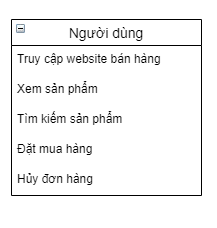 Người dùng
Truy cập website bán hàng
Xem sản phẩm
Tìm kiếm sản phẩm
Đặt mua hàng
Hủy đơn hàng